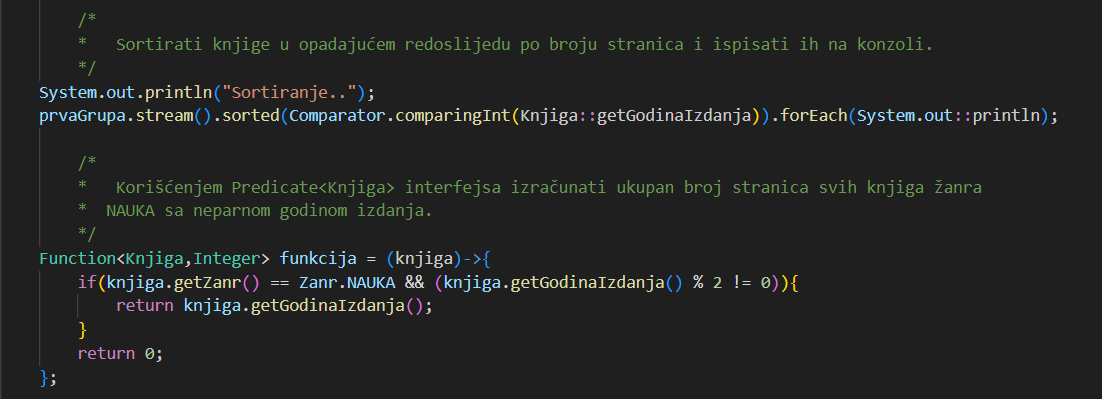 /*
*   Sortirati knjige u opadajućem redoslijedu po broju stranica i ispisati ih na konzoli.
*/
System.out.println("Sortiranje..");
prvaGrupa.stream().sorted(Comparator.comparingInt(Knjiga::getGodinaIzdanja)).forEach(System.out::println);
/*
*   Korišćenjem Predicate<Knjiga> interfejsa izračunati ukupan broj stranica svih knjiga žanra
*  NAUKA sa neparnom godinom izdanja.
*/
Function<Knjiga,Integer> funkcija = (knjiga)->{
    if(knjiga.getZanr() == Zanr.NAUKA && (knjiga.getGodinaIzdanja() % 2 != 0)){
        return knjiga.getGodinaIzdanja();
    }
    return 0;
};